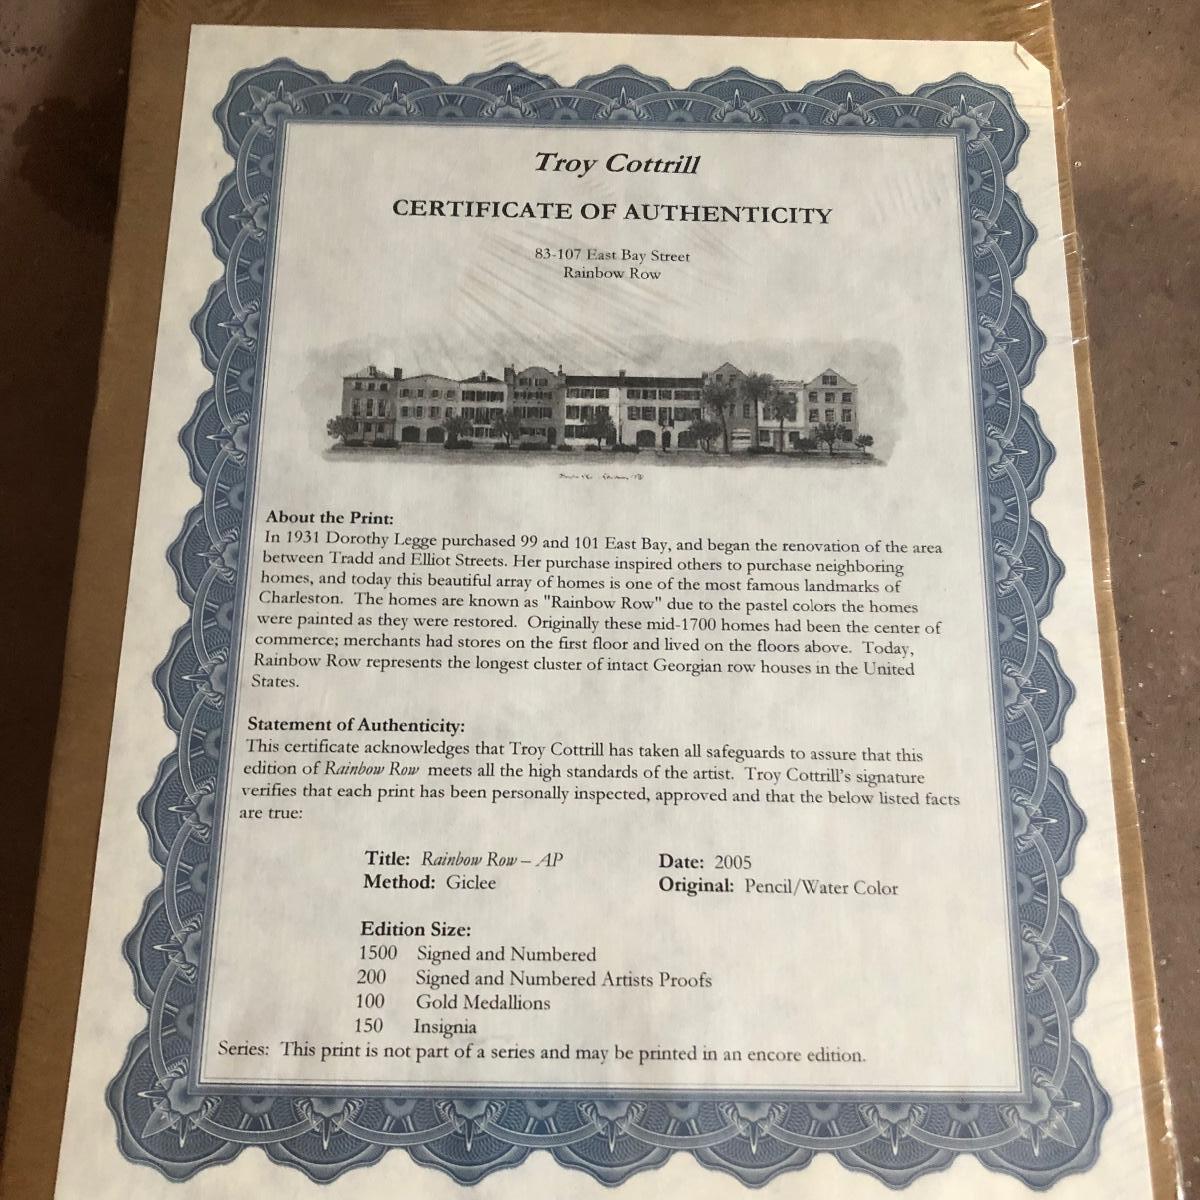 Troy Cottrill
CERTIFICATE OF AUTHENTICITY
83-107 East Bay Street
Rainbow Row
About the Print:
In 1931 Dorothy Legge purchased 99 and 101 East Bay, and began the renovation of the area
between Tradd and Elliot Streets. Her purchase inspired others to purchase neighboring
homes, and today this beautiful array of homes is one of the most famous landmarks of
Charleston. The homes are known as "Rainbow Row" due to the pastel colors the homes
were painted as they were restored. Originally these mid-1700 homes had been the center of
commerce; merchants had stores on the first floor and lived on the floors above. Today,
Rainbow Row represents the longest cluster of intact Georgian row houses in the United
States.
Statement of Authenticity:
This certificate acknowledges that Troy Cottrill has taken all safeguards to assure that this
edition of Rainbow Row meets all the high standards of the artist. Troy Cottrill's signature
verifies that each print has been personally inspected, approved and that the below listed facts
are true:
Title: Rainbow Row – AP Date: 2005
Method: Giclee Original: Pencil/Water Color
Edition Size:
1500 Signed and Numbered
200 Signed and Numbered Artists Proofs
100 Gold Medallions
150 Insignia
Series: This print is not part of a series and may be printed in an encore edition.